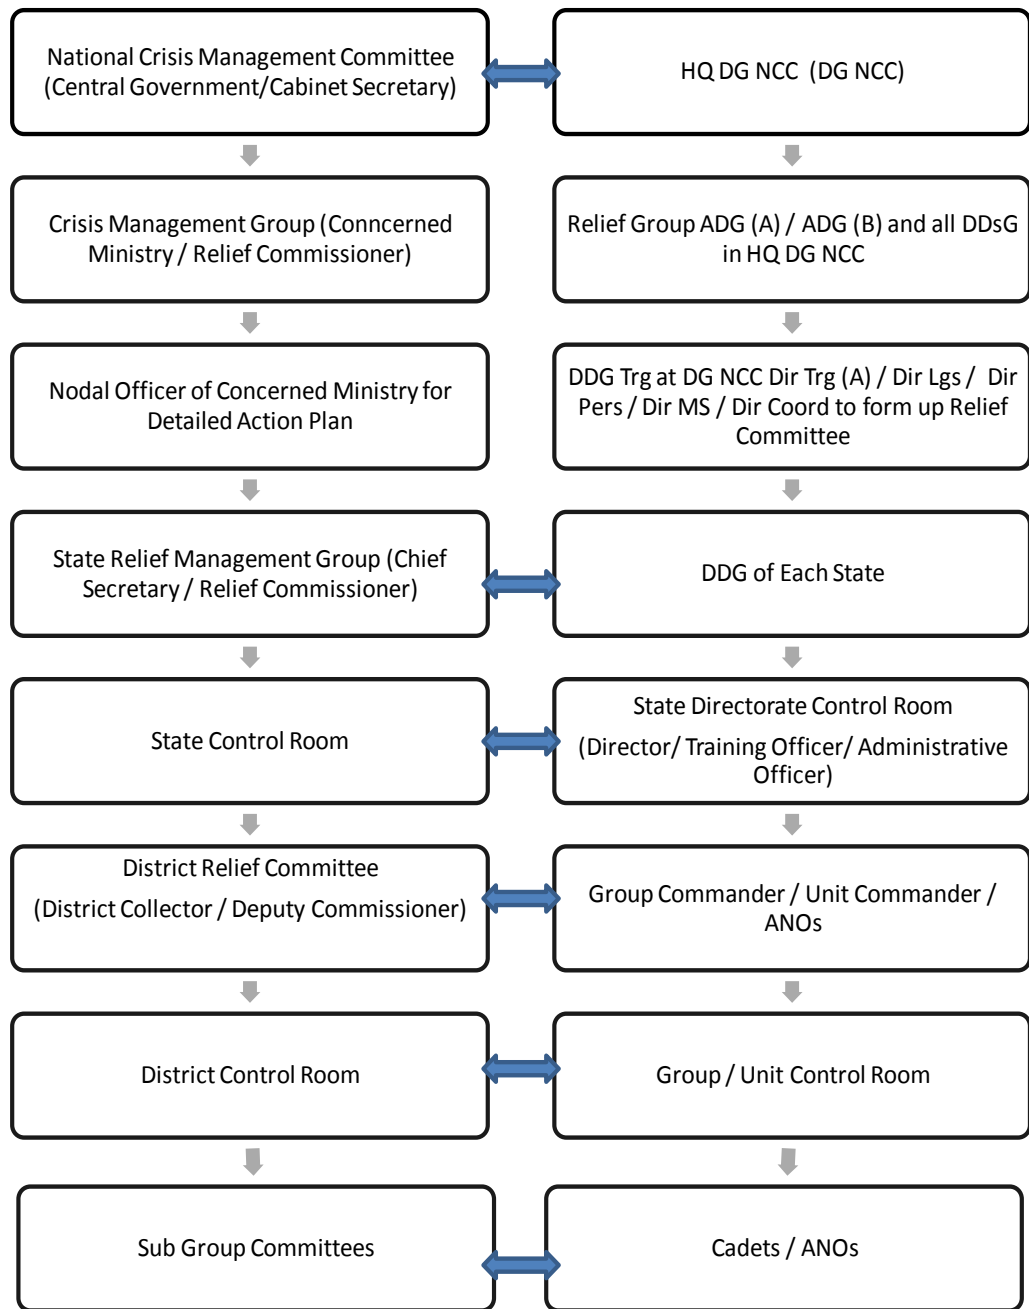 National Crisis Management Committee
(Central Government/Cabinet Secretary)
HQ DG NCC (DG NCC)
Crisis Management Group (Conncerned
Ministry / Relief Commissioner)
Relief Group ADG (A) / ADG (B) and all DDsG
in HQ DG NCC
Nodal Officer of Concerned Ministry for
Detailed Action Plan
DDG Trg at DG NCC Dir Trg (A) / Dir Lgs / Dir
Pers / Dir MS / Dir Coord to form up Relief
Committee
State Relief Management Group (Chief
Secretary / Relief Commissioner)
DDG of Each State
State Control Room
State Directorate Control Room
(Director/ Training Officer/ Administrative
Officer)
District Relief Committee
(District Collector / Deputy Commissioner)
Group Commander / Unit Commander /
ANOs
District Control Room
Group / Unit Control Room
Sub Group Committees
Cadets / ANOs